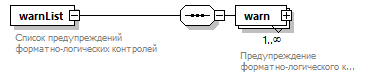 warnList
warn
1..∞
Список предупреждений
форматно-логических контролей
Предупреждение
форматно-логического к...